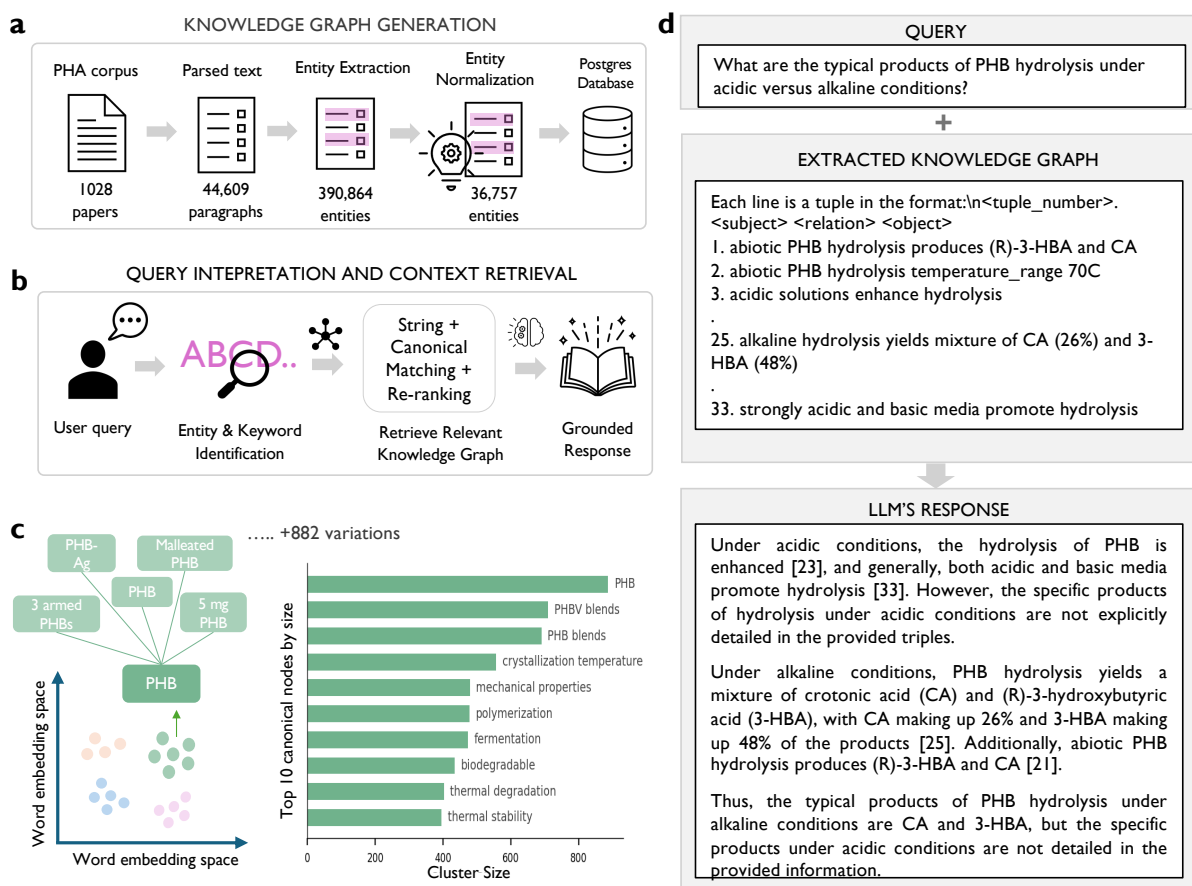 a
KNOWLEDGE GRAPH GENERATION
PHA corpus
Parsed text
Entity Extraction
Entity
Normalization
Postgres
Database
1028
papers
44,609
paragraphs
390,864
entities
36,757
entities
b
QUERY INTEPRETATION AND CONTEXT RETRIEVAL
ABCD..
String +
Canonical
Matching +
Re-ranking
User query
Entity & Keyword
Identification
Retrieve Relevant
Knowledge Graph
Grounded
Response
c
..... +882 variations
PHB-
Ag
Malleated
PHB
PHB
3 armed
PHBs
5 mg
PHB
PHB
Word embedding space
Word embedding space
Top 10 canonical nodes by size
PHB
PHBV blends
PHB blends
crystallization temperature
mechanical properties
polymerization
fermentation
biodegradable
thermal degradation
thermal stability
0
200
400
600
800
Cluster Size
d
QUERY
What are the typical products of PHB hydrolysis under
acidic versus alkaline conditions?
+
EXTRACTED KNOWLEDGE GRAPH
Each line is a tuple in the format:\n<tuple_number>.
<subject> <relation> <object>
1. abiotic PHB hydrolysis produces (R)-3-HBA and CA
2. abiotic PHB hydrolysis temperature_range 70C
3. acidic solutions enhance hydrolysis
.
25. alkaline hydrolysis yields mixture of CA (26%) and 3-
HBA (48%)
.
33. strongly acidic and basic media promote hydrolysis
LLM'S RESPONSE
Under acidic conditions, the hydrolysis of PHB is
enhanced [23], and generally, both acidic and basic media
promote hydrolysis [33]. However, the specific products
of hydrolysis under acidic conditions are not explicitly
detailed in the provided triples.
Under alkaline conditions, PHB hydrolysis yields a
mixture of crotonic acid (CA) and (R)-3-hydroxybutyric
acid (3-HBA), with CA making up 26% and 3-HBA making
up 48% of the products [25]. Additionally, abiotic PHB
hydrolysis produces (R)-3-HBA and CA [21].
Thus, the typical products of PHB hydrolysis under
alkaline conditions are CA and 3-HBA, but the specific
products under acidic conditions are not detailed in the
provided information.